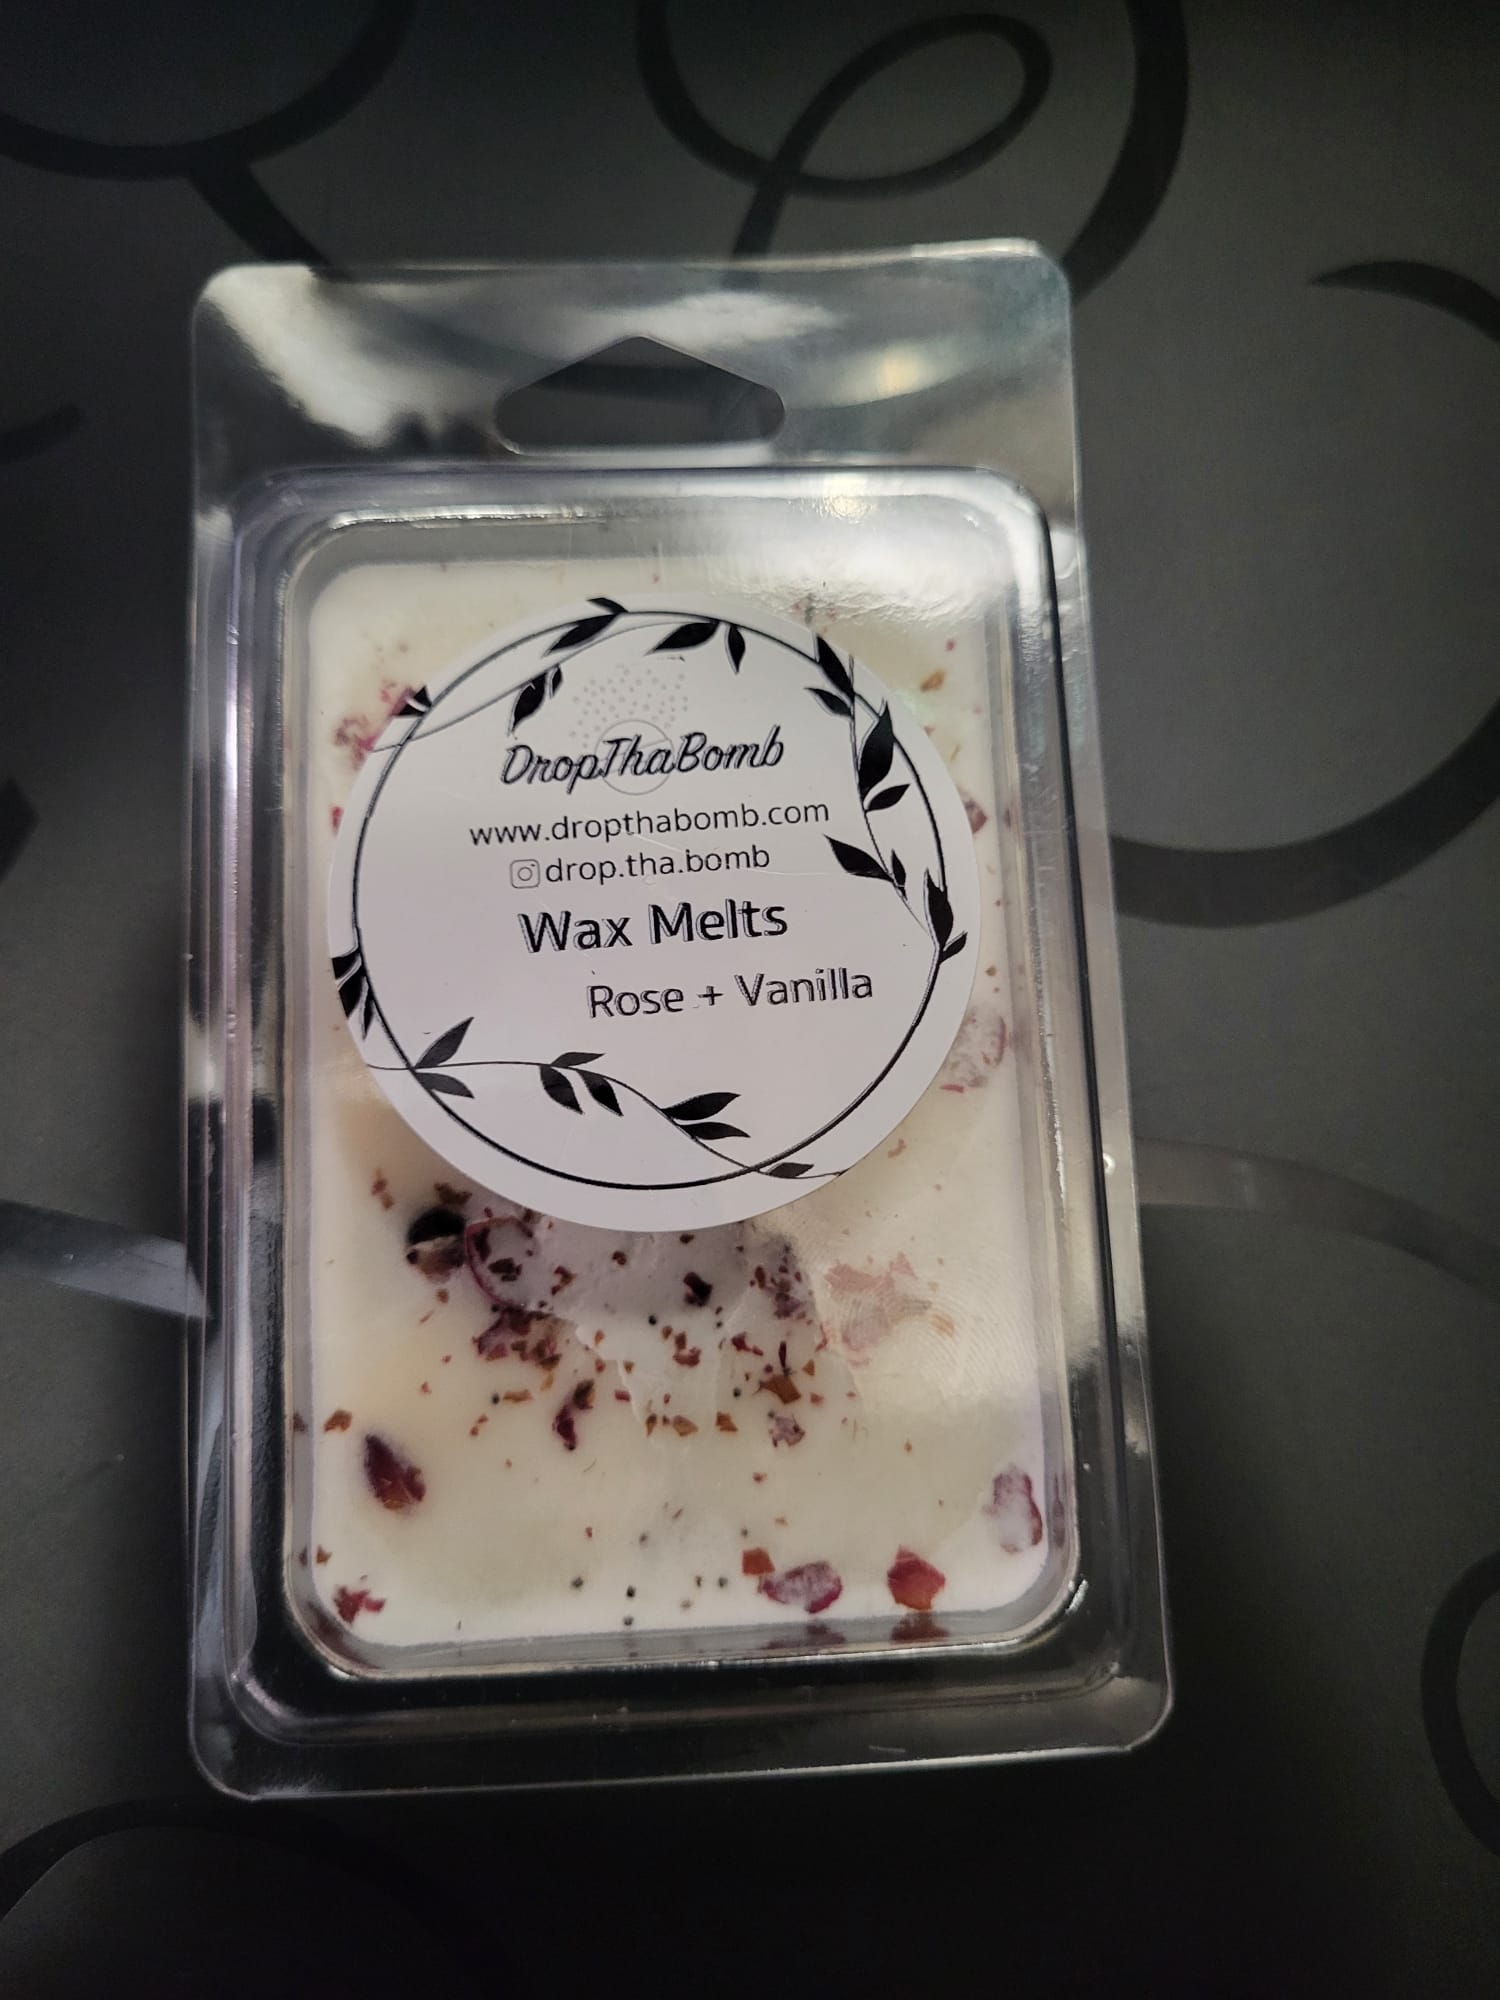 DropThaBomb
www.dropthabomb.com
drop.tha.bomb
Wax Melts
Rose + Vanilla